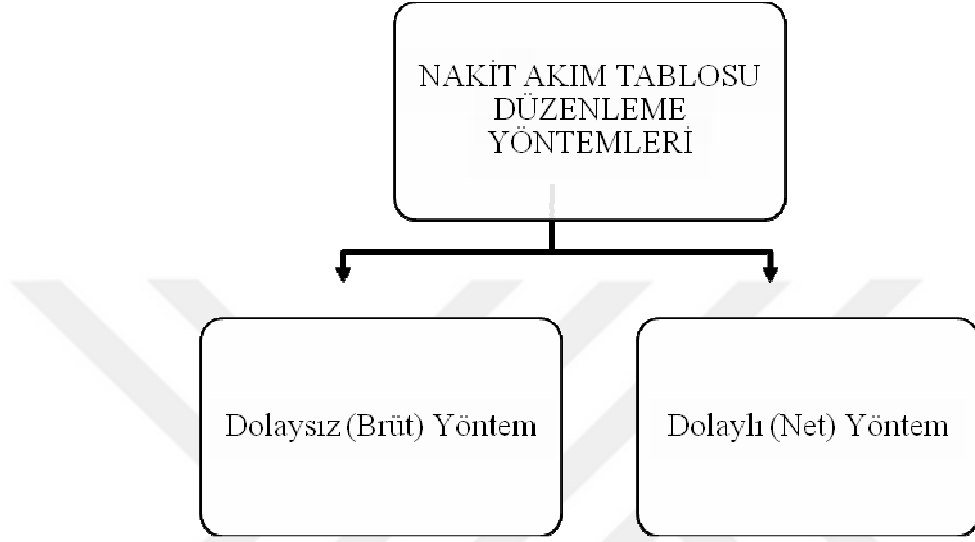 NAKİT AKIM TABLOSU
DÜZENLEME
YÖNTEMLERİ
Dolaysız (Brüt) Yöntem
Dolaylı (Net) Yöntem